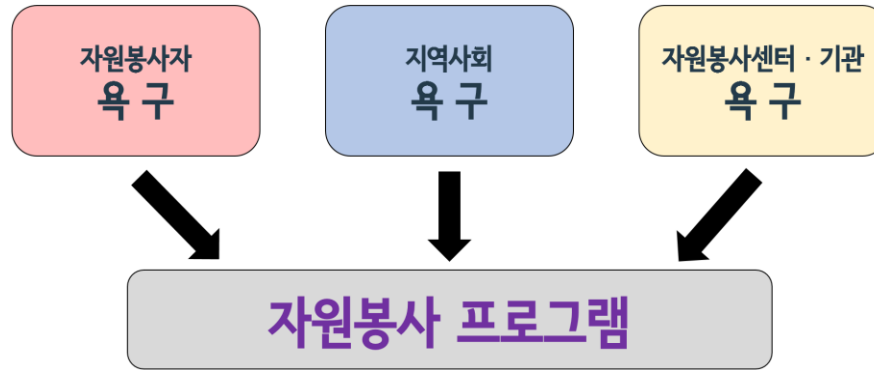 자원봉사자
욕 구
지역사회
욕 구
자원봉사센터 · 기관
욕 구
자원봉사 프로그램